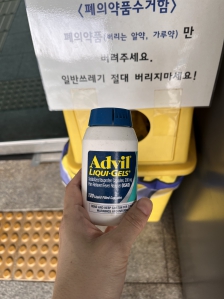 <폐의약품수거함>
폐의약품(버리는 알약, 가루약) 만
버려주세요.
일반쓰레기 절대 버리지마세요!
Advil
LIQUI-GELS